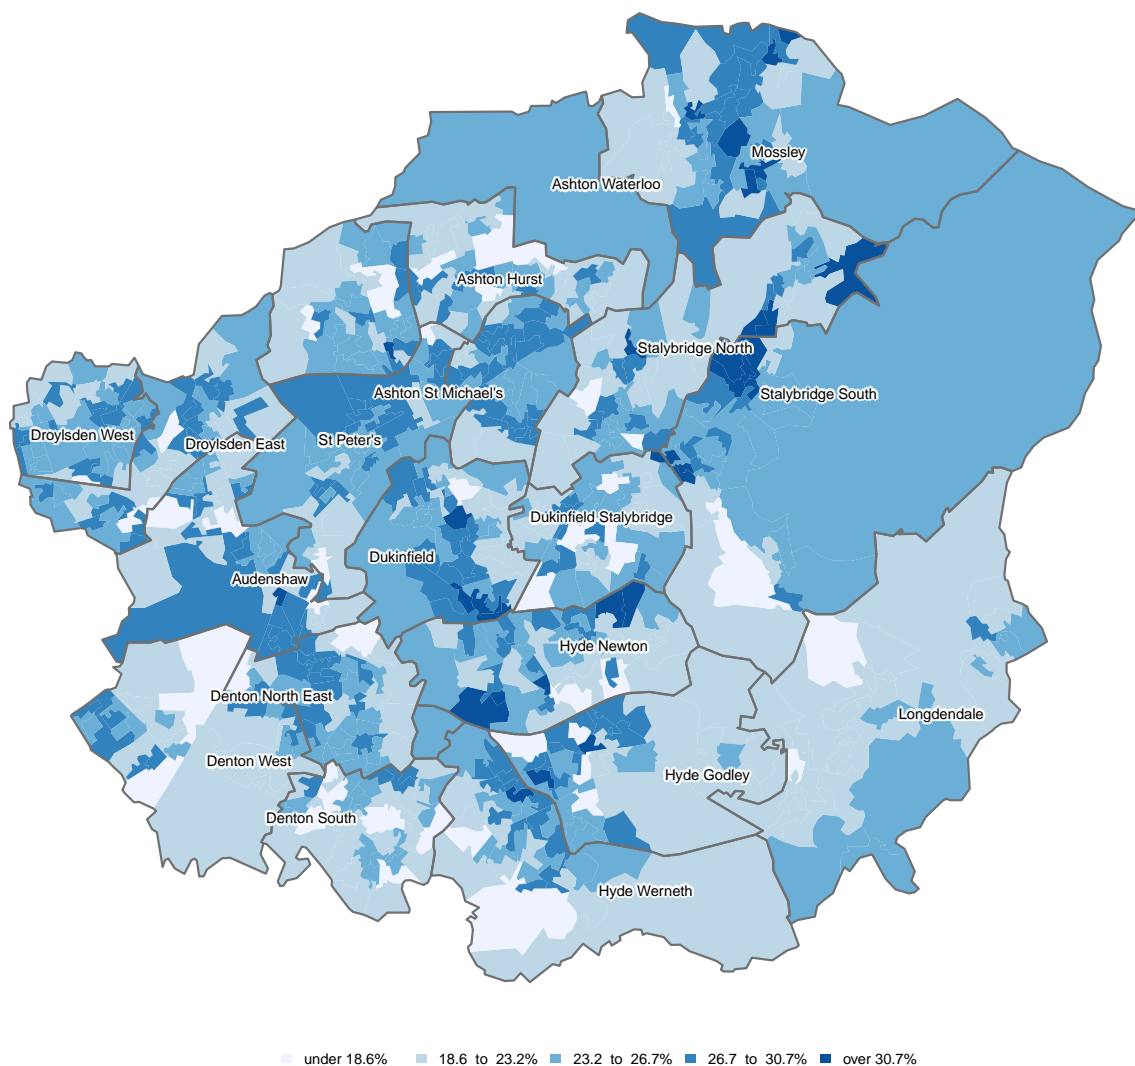 Mossley
Ashton Waterloo
Ashton Hurst
Stalybridge North
Ashton St Michael's
Stalybridge South
Droylsden West
Droylsden East
St Peter's
Dukinfield Stalybridge
Dukinfield
Audenshaw
Hyde Newton
Denton North East
Longdendale
Denton West
Hyde Godley
Denton South
Hyde Werneth
under 18.6% 18.6 to 23.2% 23.2 to 26.7% 26.7 to 30.7% over 30.7%